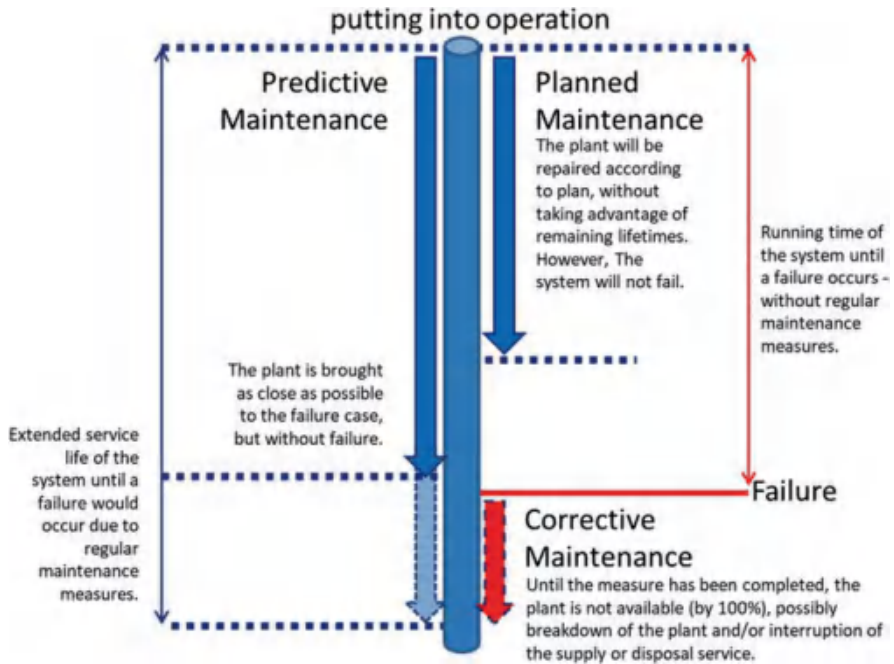 putting into operation
Predictive
Maintenance
Planned
Maintenance
The plant will be
repaired according
to plan, without
taking advantage of
remaining lifetimes.
However, The
system will not fail.
Running time of
the system until
a failure occurs -
without regular
maintenance
measures.
The plant is brought
as close as possible
to the failure case,
but without failure.
Extended service
life of the
system until a
failure would
occur due to
regular
maintenance
measures.
Failure
Corrective
Maintenance
Until the measure has been completed, the
plant is not available (by 100%), possibly
breakdown of the plant and/or interruption of
the supply or disposal service.